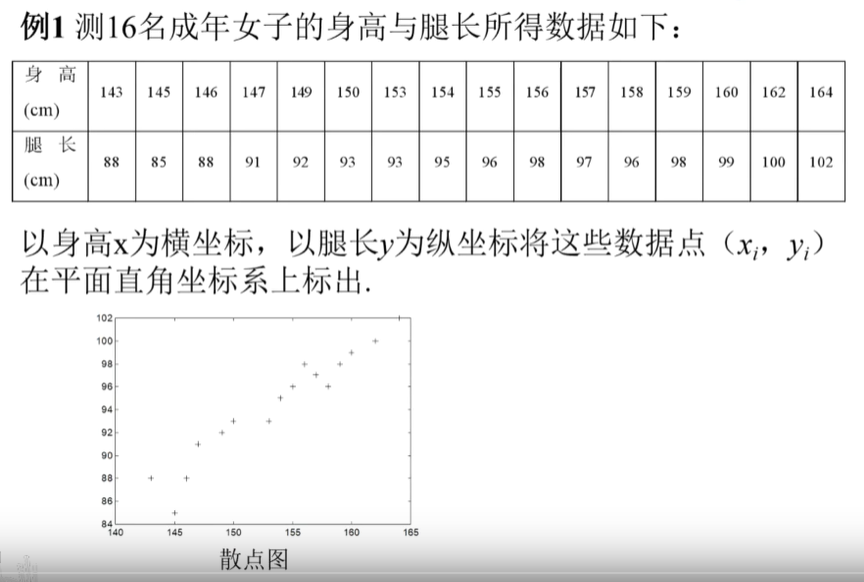 例1 测16名成年女子的身高与腿长所得数据如下:
身 高 (cm) 143 145 146 147 149 150 153 154 155 156 157 158 159 160 162 164
腿 长 (cm) 88 85 88 91 92 93 93 95 96 98 97 96 98 99 100 102
以身高x为横坐标，以腿长y为纵坐标将这些数据点（xi，yi）
在平面直角坐标系上标出.
102
100
98
96
94
92
90
88
86
84
140 145 150 155 160 165
散点图